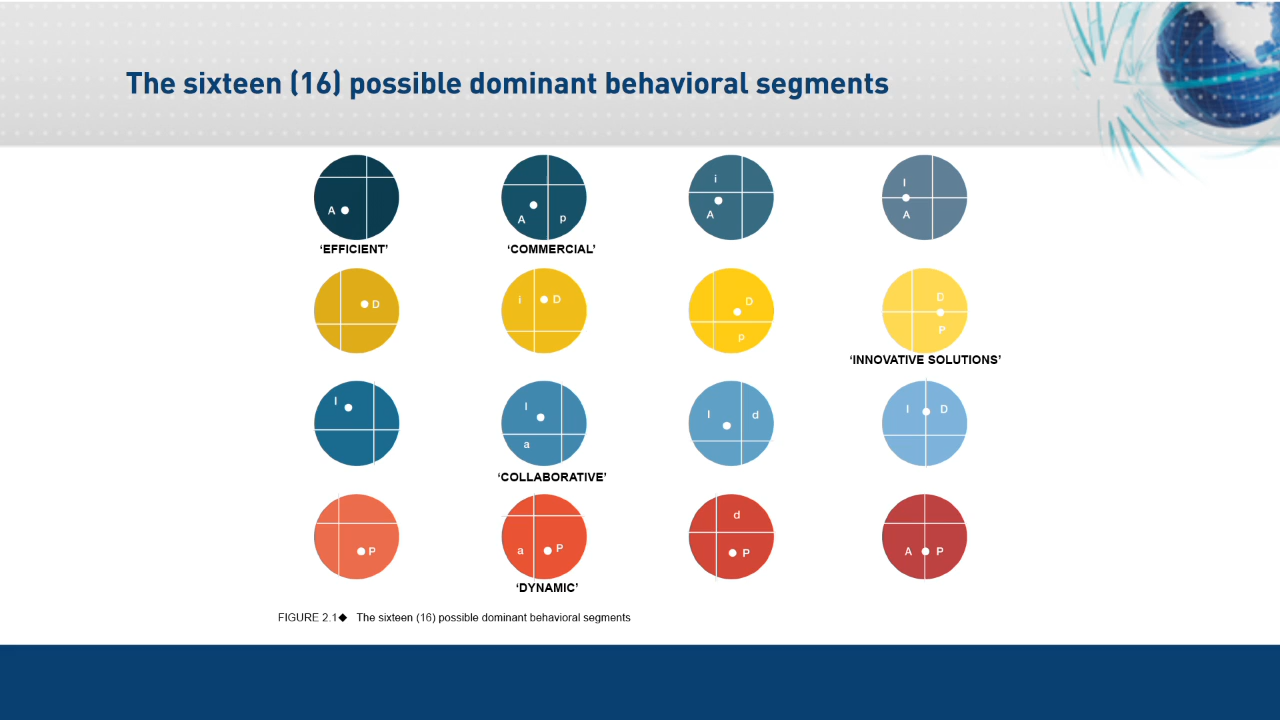 The sixteen (16) possible dominant behavioral segments
A
A p
i
A
I
A
‘EFFICIENT’ ‘COMMERCIAL’
D
i D
D
p
D
P
‘INNOVATIVE SOLUTIONS’
I
I
a
I d
I D
‘COLLABORATIVE’
P
a P
d
P
A P
‘DYNAMIC’
FIGURE 2.1◆ The sixteen (16) possible dominant behavioral segments